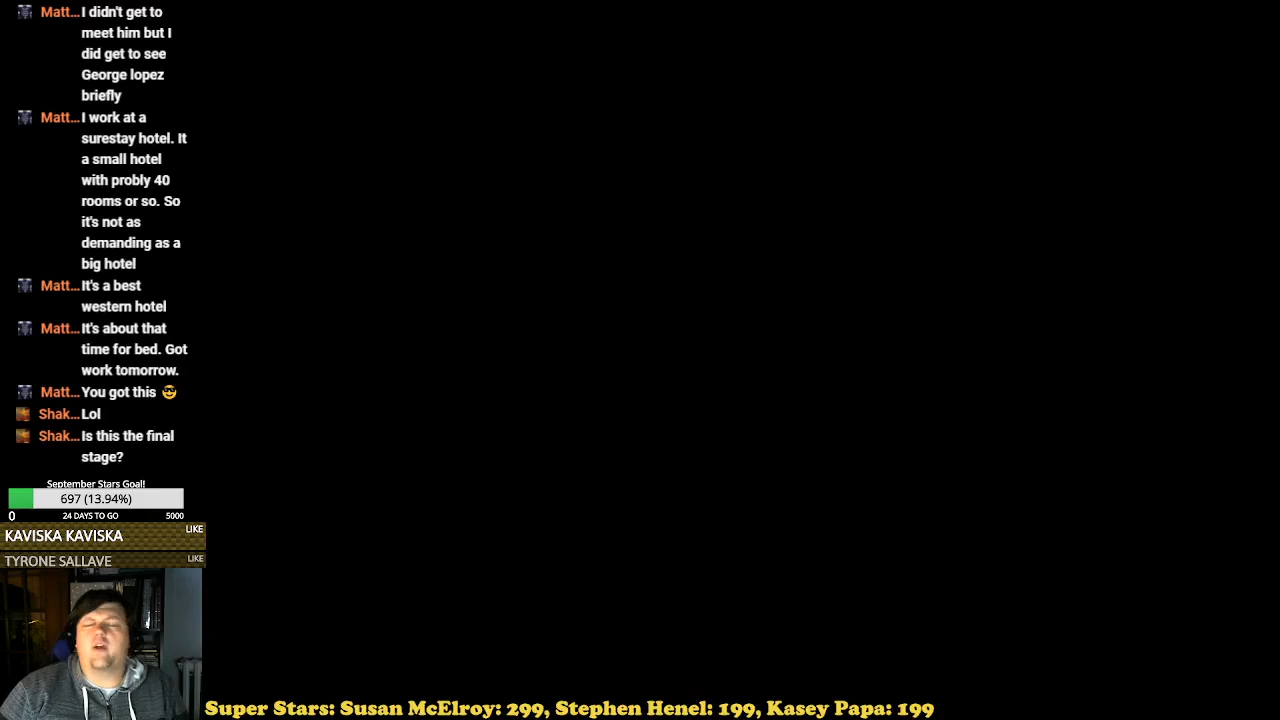 Matt... I didn't get to
meet him but I
did get to see
George lopez
briefly
Matt... I work at a
surestay hotel. It
a small hotel
with probly 40
rooms or so. So
it's not as
demanding as a
big hotel
Matt... It's a best
western hotel
Matt... It's about that
time for bed. Got
work tomorrow.
Matt... You got this 😎
Shak... Lol
Shak... Is this the final
stage?
September Stars Goal!
697 (13.94%)
0 24 DAYS TO GO 5000
KAVISKA KAVISKA LIKE
TYRONE SALLAVE LIKE
Super Stars: Susan McElroy: 299, Stephen Henel: 199, Kasey Papa: 199